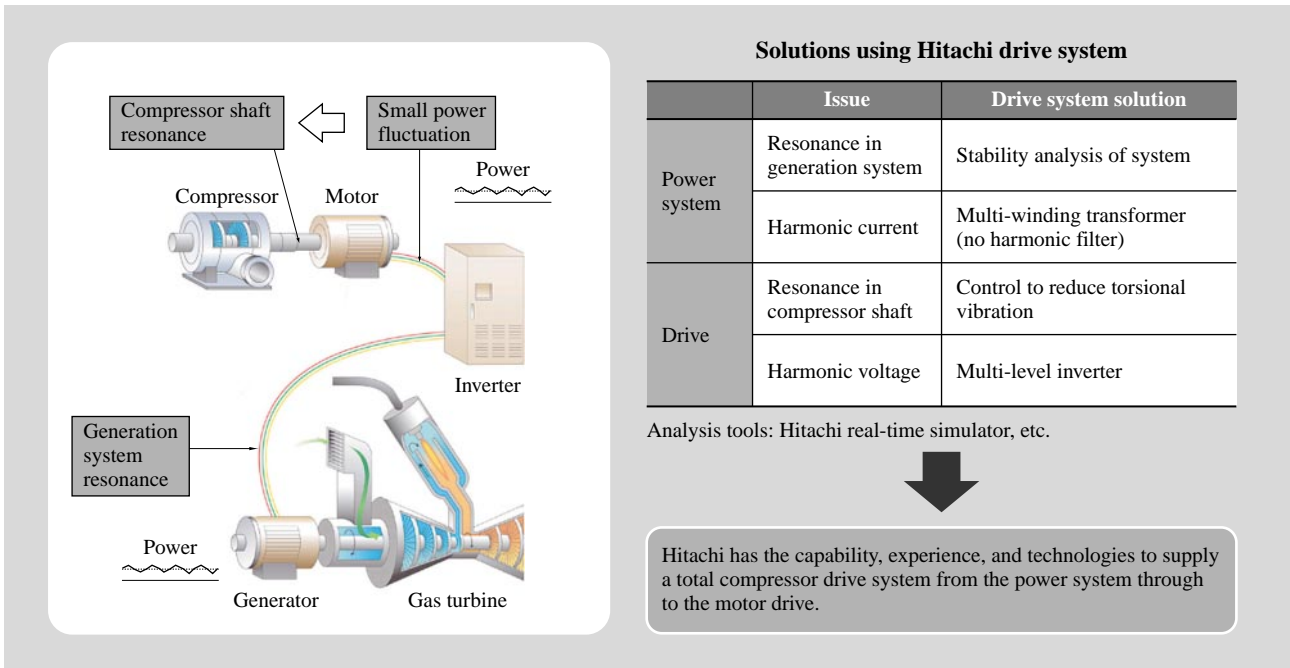 Compressor shaft
resonance
Small power
fluctuation
Power
Compressor
Motor
Inverter
Generation
system
resonance
Power
Generator
Gas turbine
Solutions using Hitachi drive system
Issue
Drive system solution
Power
system
Resonance in
generation system
Stability analysis of system
Harmonic current
Multi-winding transformer
(no harmonic filter)
Drive
Resonance in
compressor shaft
Control to reduce torsional
vibration
Harmonic voltage
Multi-level inverter
Analysis tools: Hitachi real-time simulator, etc.
Hitachi has the capability, experience, and technologies to supply
a total compressor drive system from the power system through
to the motor drive.